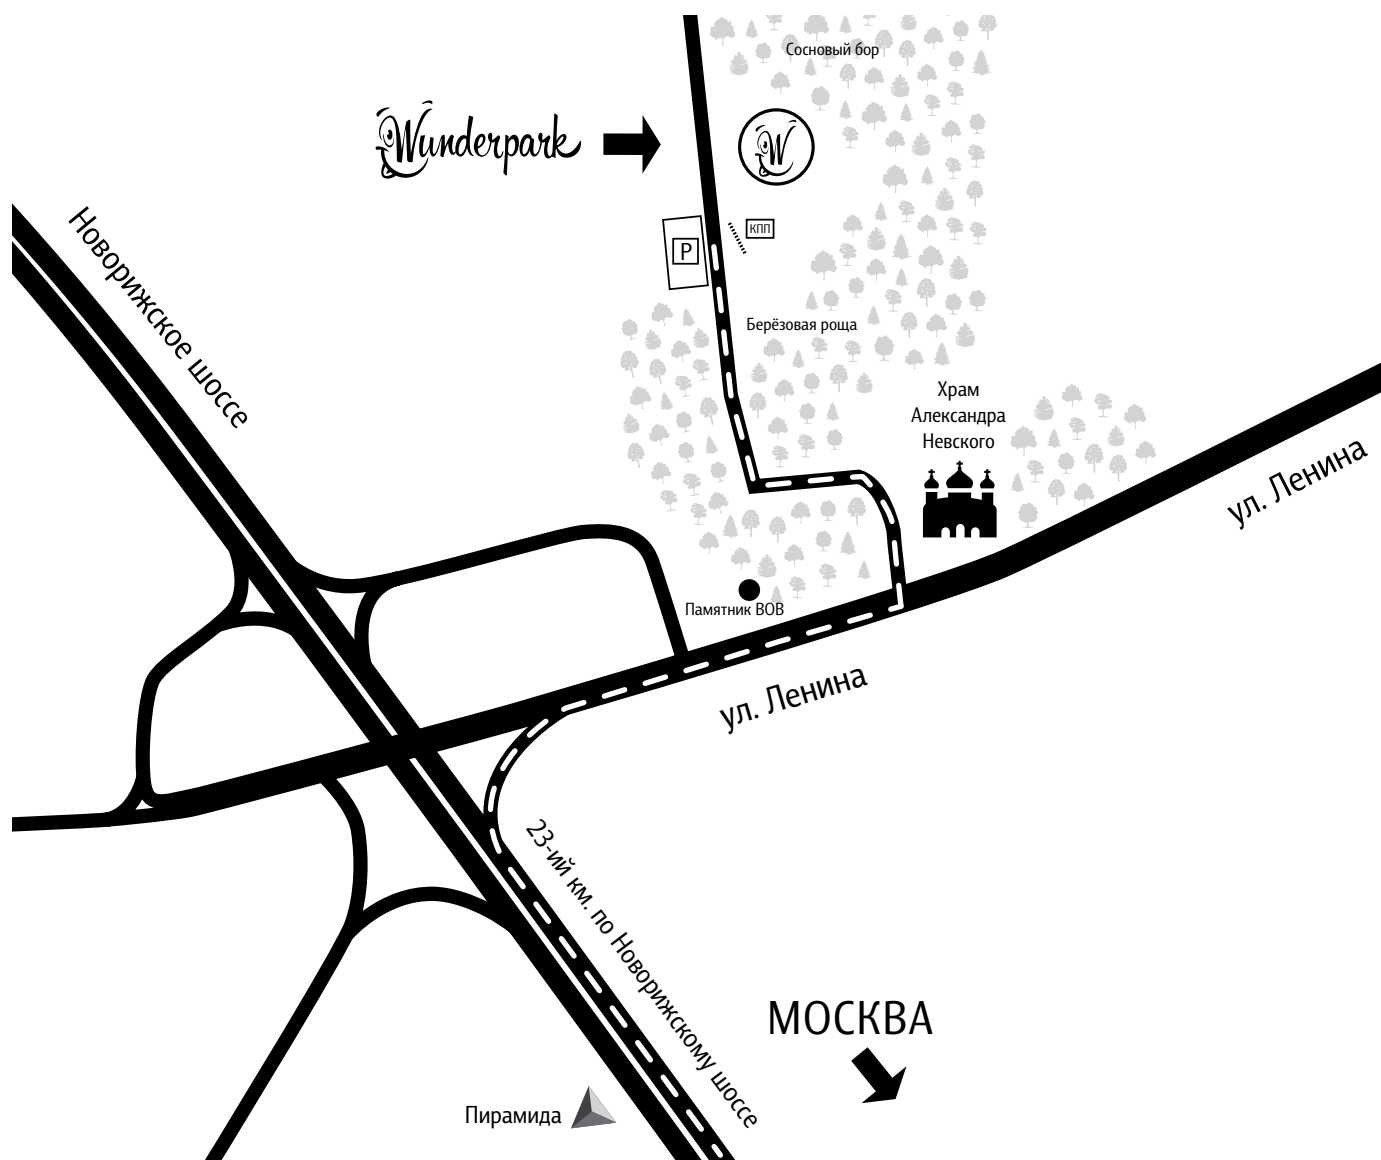 Сосновый бор
Wunderpark
W
Новорижское шоссе
КПП
P
Берёзовая роща
Храм
Александра
Невского
ул. Ленина
Памятник ВОВ
ул. Ленина
23-ий км. по Новорижскому шоссе
МОСКВА
Пирамида